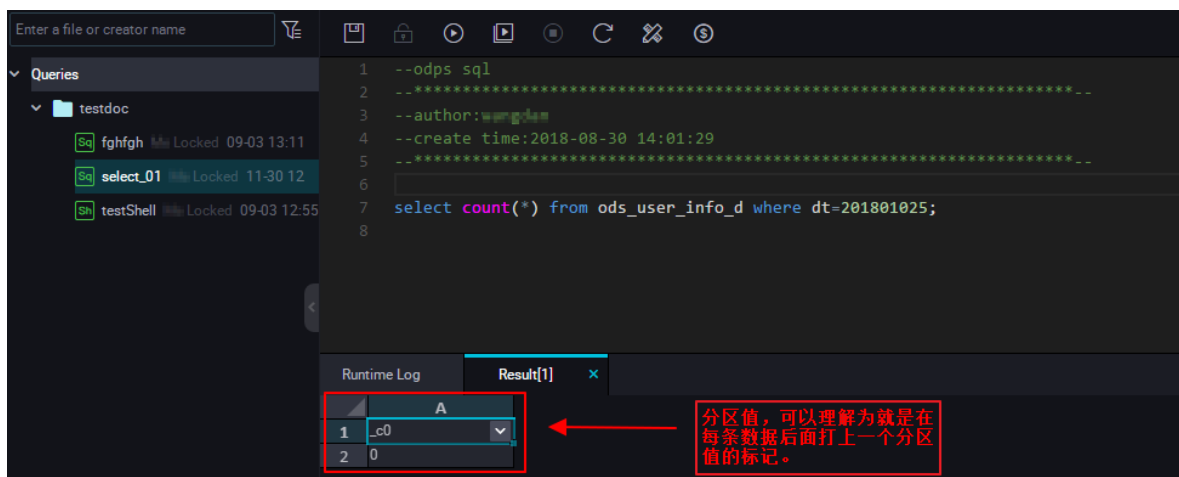 Enter a file or creator name
Queries
testdoc
Sq fghfgh Locked 09-03 13:11
Sq select_01 Locked 11-30 12
Sh testShell Locked 09-03 12:55
1 --odps sql
2 --********************************************************************--
3 --author:
4 --create time:2018-08-30 14:01:29
5 --********************************************************************--
6
7 select count(*) from ods_user_info_d where dt=201801025;
8
Runtime Log Result[1] ×
A
1 _c0
2 0
分区值，可以理解为就是在
每条数据后面打上一个分区
值的标记。